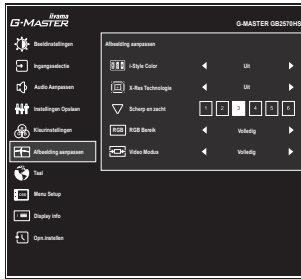 iiyama
G-MASTER
G-MASTER GB2570HS
Beeldinstellingen
Ingangsselectie
Audio Aanpassen
Instellingen Opslaan
Kleurinstellingen
Afbeelding aanpassen
Taal
OSD Menu Setup
Display info
Opn.instellen
Afbeelding aanpassen
i-Style Color Uit
X-Res Technologie Uit
Scherp en zacht 1 2 3 4 5 6
RGB RGB Bereik Volledig
Video Modus Volledig